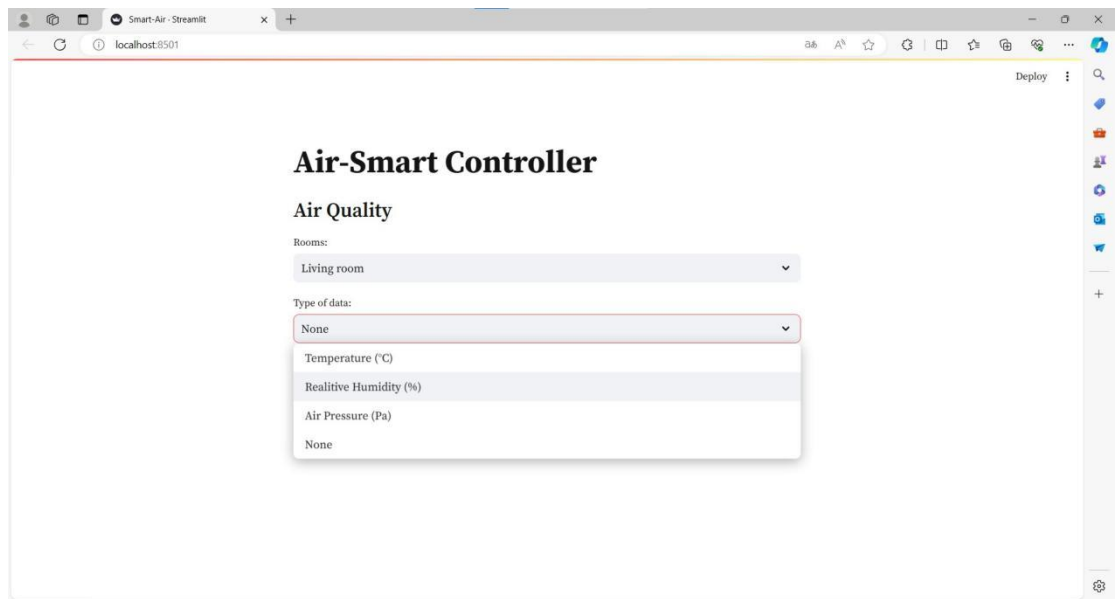 Smart-Air · Streamlit
localhost:8501
Deploy
Air-Smart Controller
Air Quality
Rooms:
Living room
Type of data:
None
Temperature (°C)
Realitive Humidity (%)
Air Pressure (Pa)
None